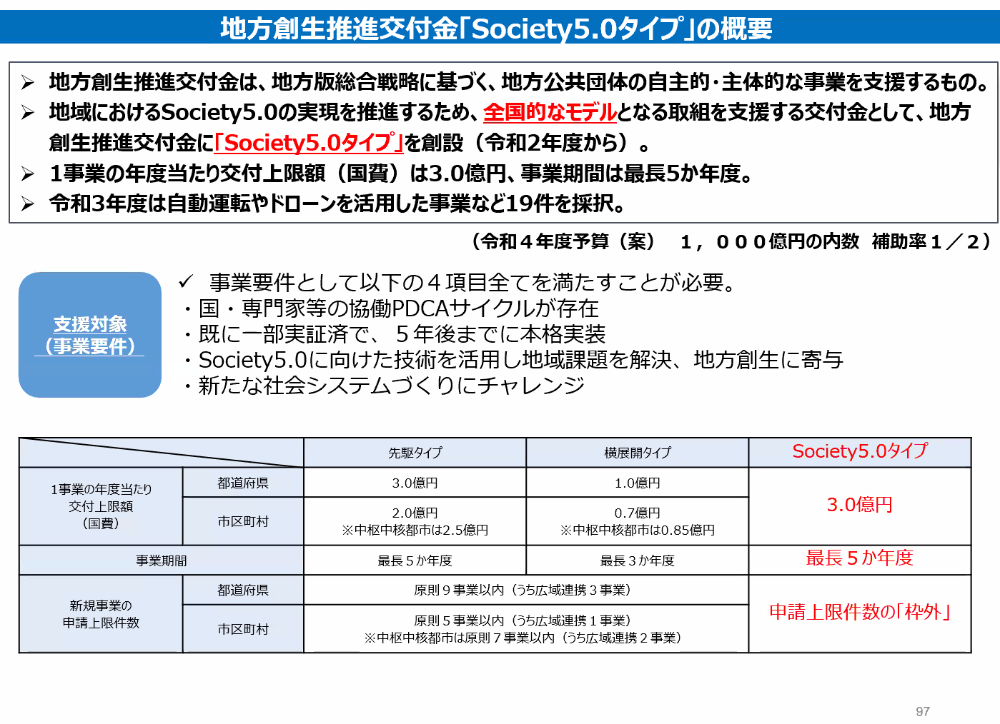 地方創生推進交付金「Society5.0タイプ」の概要
➢ 地方創生推進交付金は、地方版総合戦略に基づく、地方公共団体の自主的・主体的な事業を支援するもの。
➢ 地域におけるSociety5.0の実現を推進するため、全国的なモデルとなる取組を支援する交付金として、地方
創生推進交付金に「Society5.0タイプ」を創設（令和2年度から）。
➢ 1事業の年度当たり交付上限額（国費）は3.0億円、事業期間は最長5か年度。
➢ 令和3年度は自動運転やドローンを活用した事業など19件を採択。
（令和４年度予算（案）　１，０００億円の内数 補助率１／２）
支援対象
（事業要件）
✓ 事業要件として以下の４項目全てを満たすことが必要。
・国・専門家等の協働PDCAサイクルが存在
・既に一部実証済で、５年後までに本格実装
・Society5.0に向けた技術を活用し地域課題を解決、地方創生に寄与
・新たな社会システムづくりにチャレンジ
先駆タイプ 横展開タイプ Society5.0タイプ
1事業の年度当たり
交付上限額
（国費）
都道府県 3.0億円 1.0億円
3.0億円
市区町村
2.0億円
※中枢中核都市は2.5億円
0.7億円
※中枢中核都市は0.85億円
事業期間 最長５か年度 最長３か年度 最長５か年度
新規事業の
申請上限件数
都道府県 原則９事業以内（うち広域連携３事業）
申請上限件数の「枠外」
市区町村
原則５事業以内（うち広域連携１事業）
※中枢中核都市は原則７事業以内（うち広域連携２事業）
97